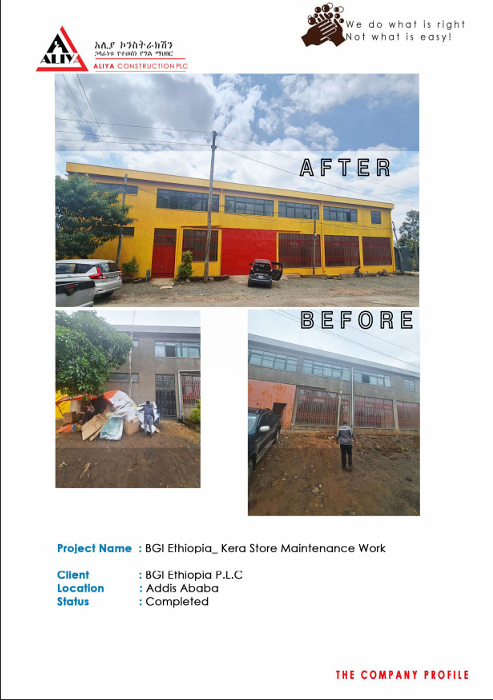 አሊያ ኮንስትራክሽን
ኃላፊነቱ የተወሰነ የግል ማህበር
ALIYA
ALIYA CONSTRUCTION PLC
We do what is right
Not what is easy!
AFTER
BEFORE
Project Name : BGI Ethiopia_ Kera Store Maintenance Work
Client : BGI Ethiopia P.L.C
Location : Addis Ababa
Status : Completed
THE COMPANY PROFILE